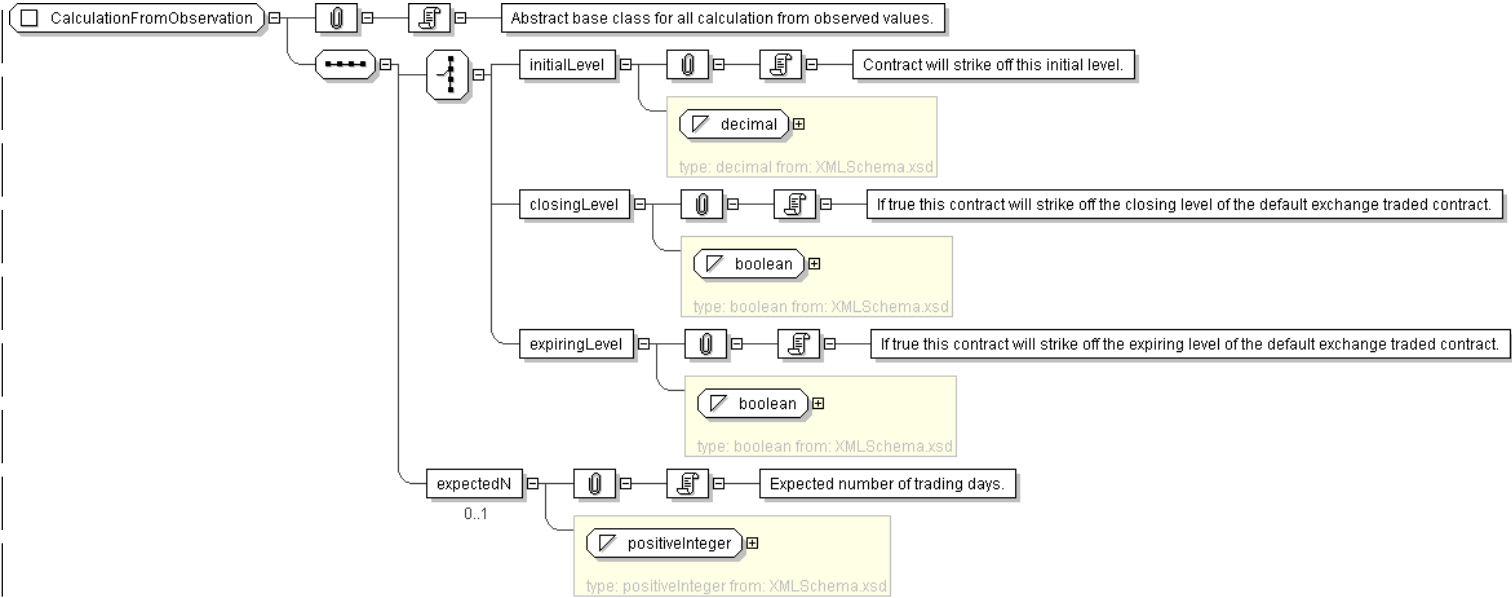 CalculationFromObservation
Abstract base class for all calculation from observed values.
initialLevel
Contract will strike off this initial level.
decimal
type: decimal from: XMLSchema.xsd
closingLevel
If true this contract will strike off the closing level of the default exchange traded contract.
boolean
type: boolean from: XMLSchema.xsd
expiringLevel
If true this contract will strike off the expiring level of the default exchange traded contract.
boolean
type: boolean from: XMLSchema.xsd
expectedN
Expected number of trading days.
0..1
positiveInteger
type: positiveInteger from: XMLSchema.xsd